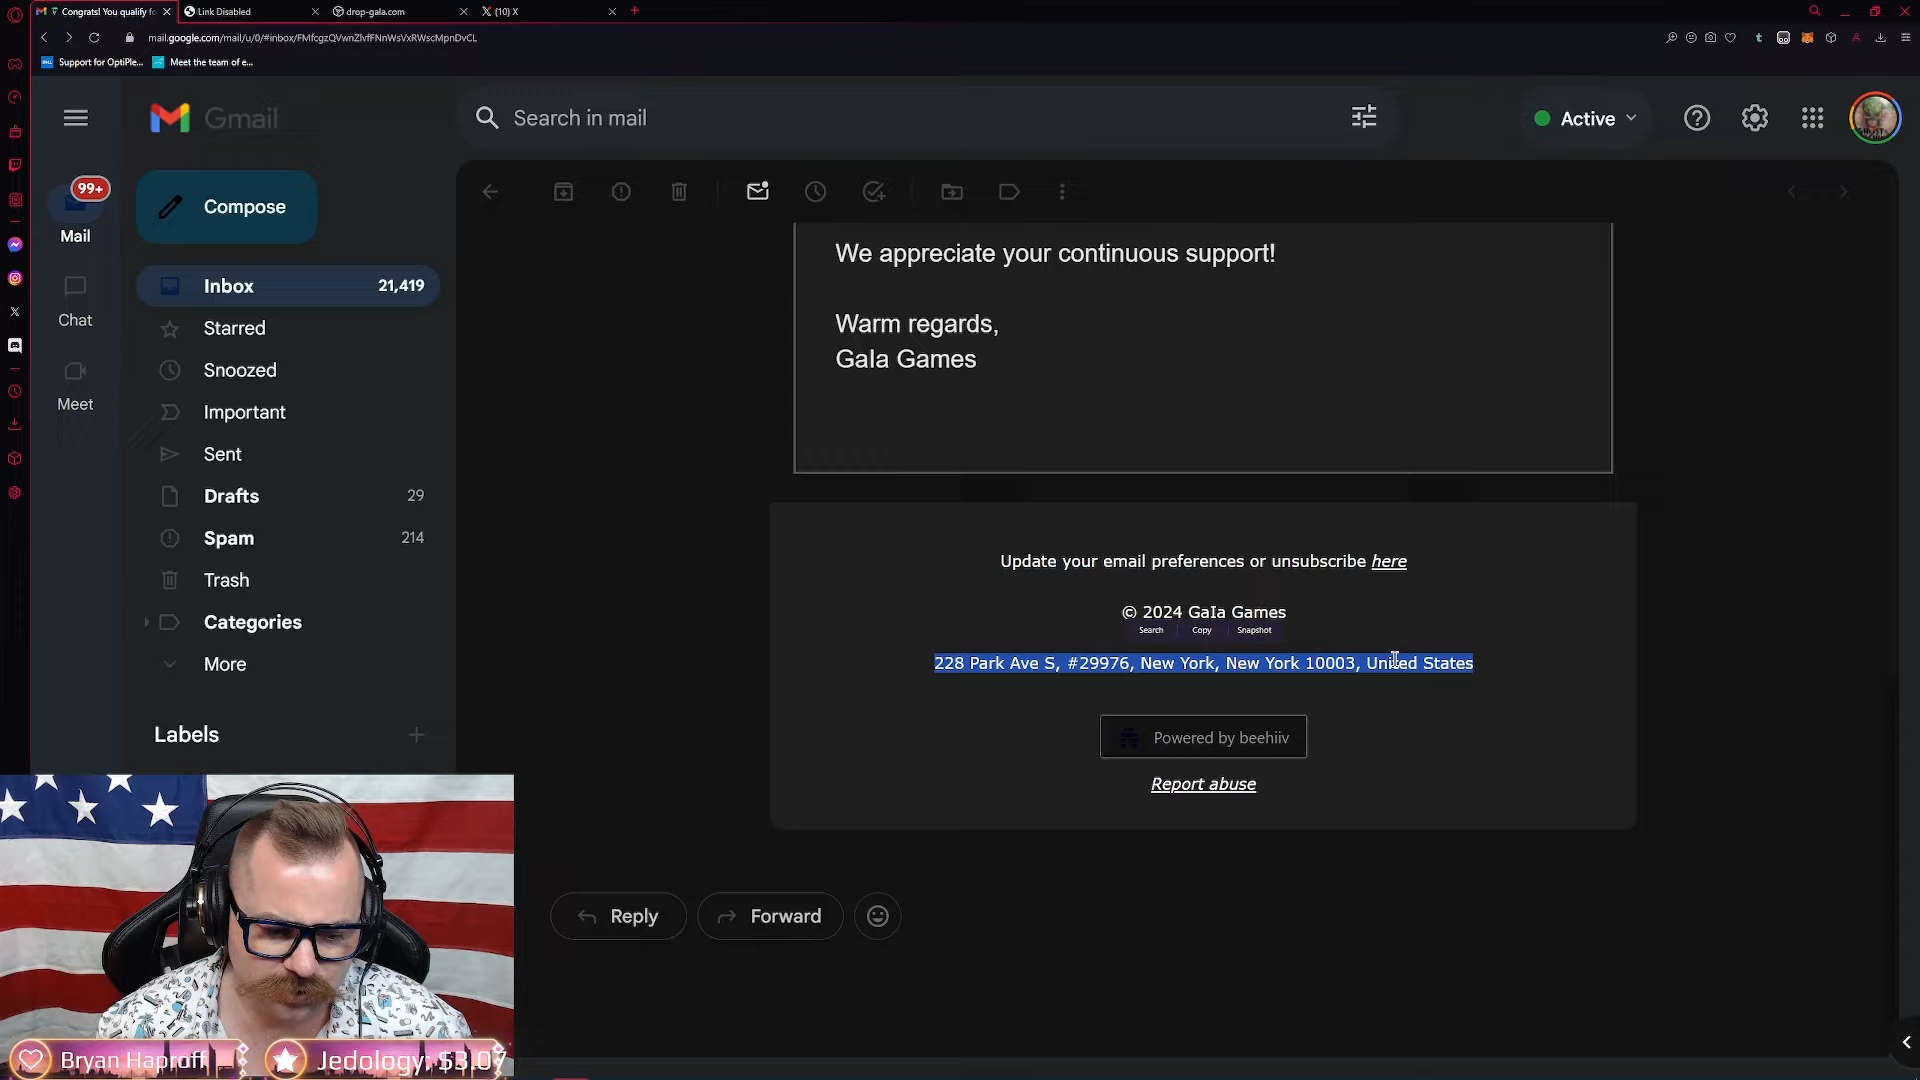 Congrats! You qualify fo
Link Disabled
drop-gala.com
(10) X
mail.google.com/mail/u/0/#inbox/FMfcgzQVwnZlvfFNnWsVxRWscMpnDvCL
Support for OptiPle...
Meet the team of e...
Gmail
Search in mail
Active
99+
Mail
Chat
Meet
Compose
Inbox 21,419
Starred
Snoozed
Important
Sent
Drafts 29
Spam 214
Trash
Categories
More
Labels
We appreciate your continuous support!
Warm regards,
GaIa Games
Update your email preferences or unsubscribe here
© 2024 GaIa Games
Search Copy Snapshot
228 Park Ave S, #29976, New York, New York 10003, United States
Powered by beehiiv
Report abuse
Reply
Forward
Bryan Haproff
Jedology: $3.07